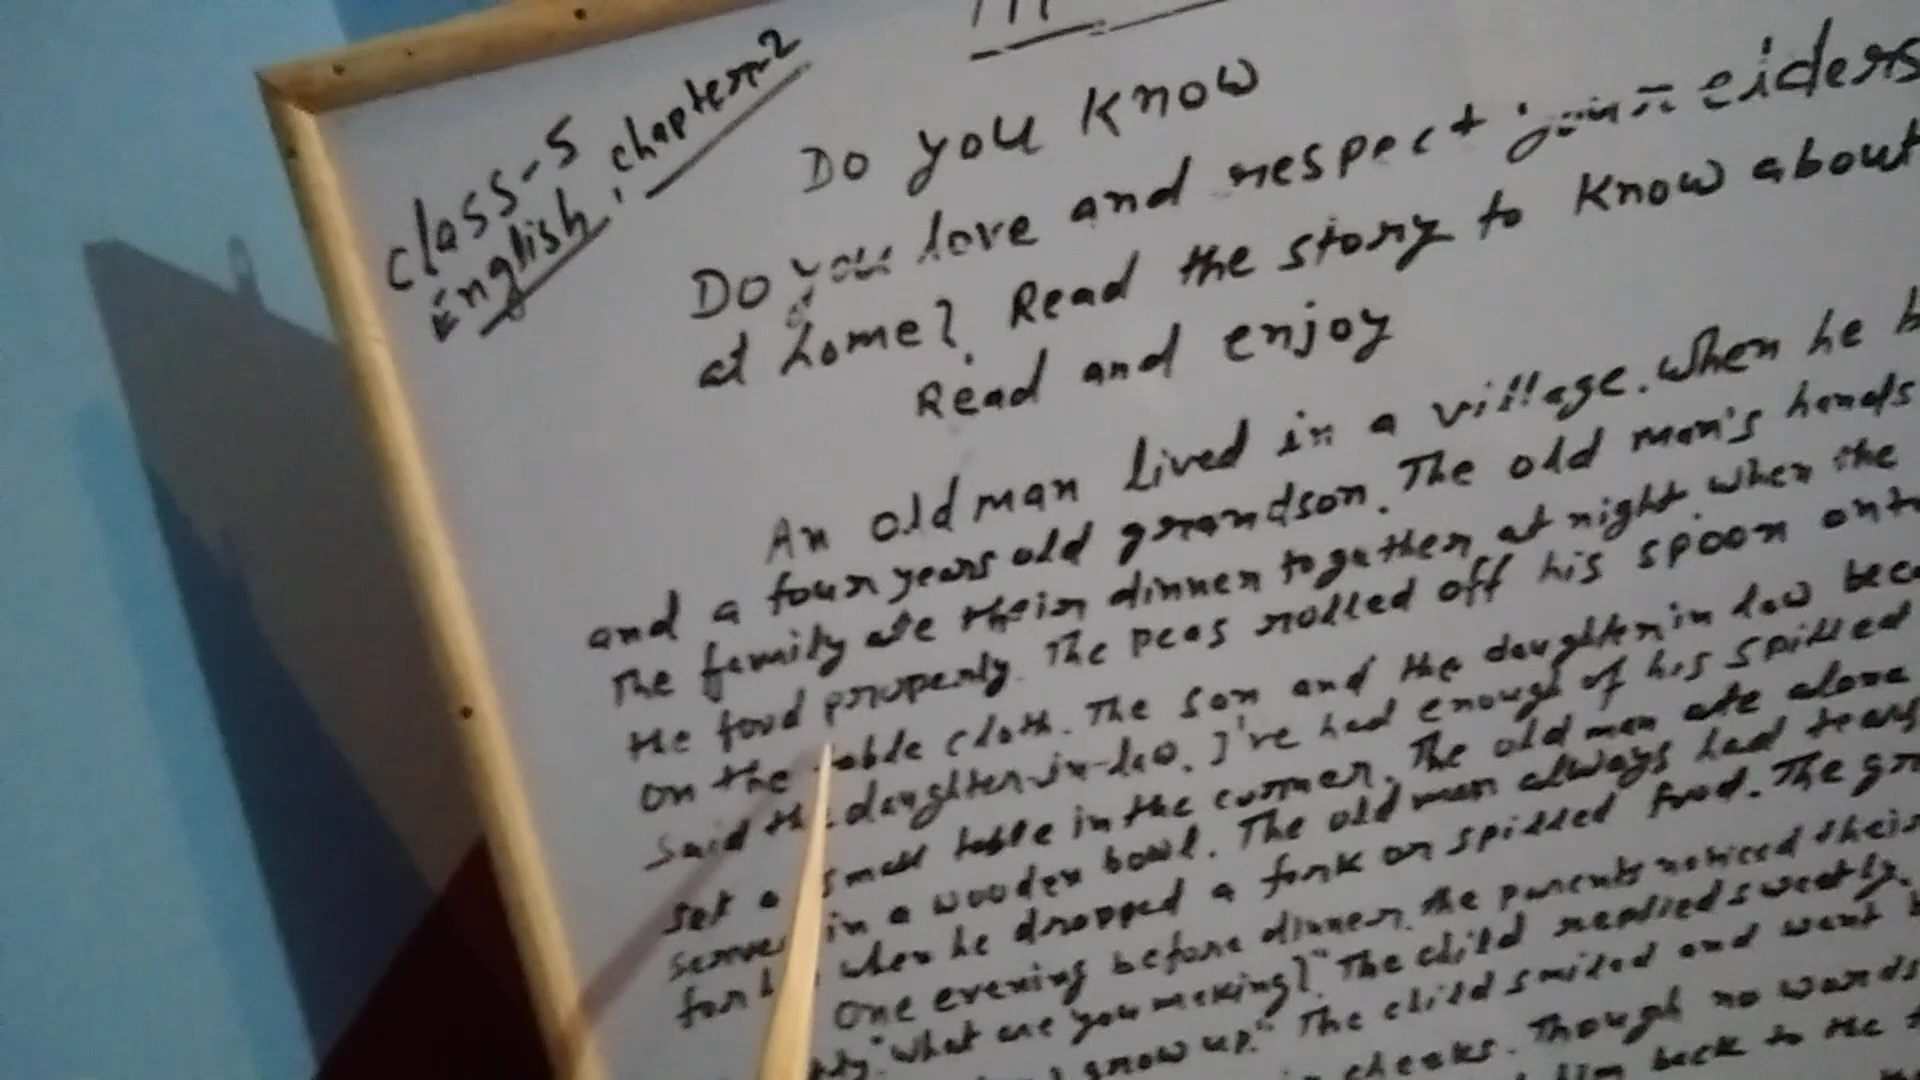 class-5
English, chapter-2
Do you know
Do you love and respect your elders
at home? Read the story to know about
Read and enjoy
An old man lived in a village. When he
and a four years old grandson. The old man's hands
The family ate their dinner together at night. when the
He food properly. The peas rolled off his spoon onto
on the table cloth. The son and the daughter in law
said the daughter-in-law. I've had enough of his spilled
set a small table in the corner. The old man ate alone
in a wooden bowl. The old man always had tears
when he dropped a fork or spilled food. The
One evening before dinner, the parents noticed their
"What are you making?" The child replied sweetly.
grow up." The child smiled and went
cheeks. Though no words
back to the